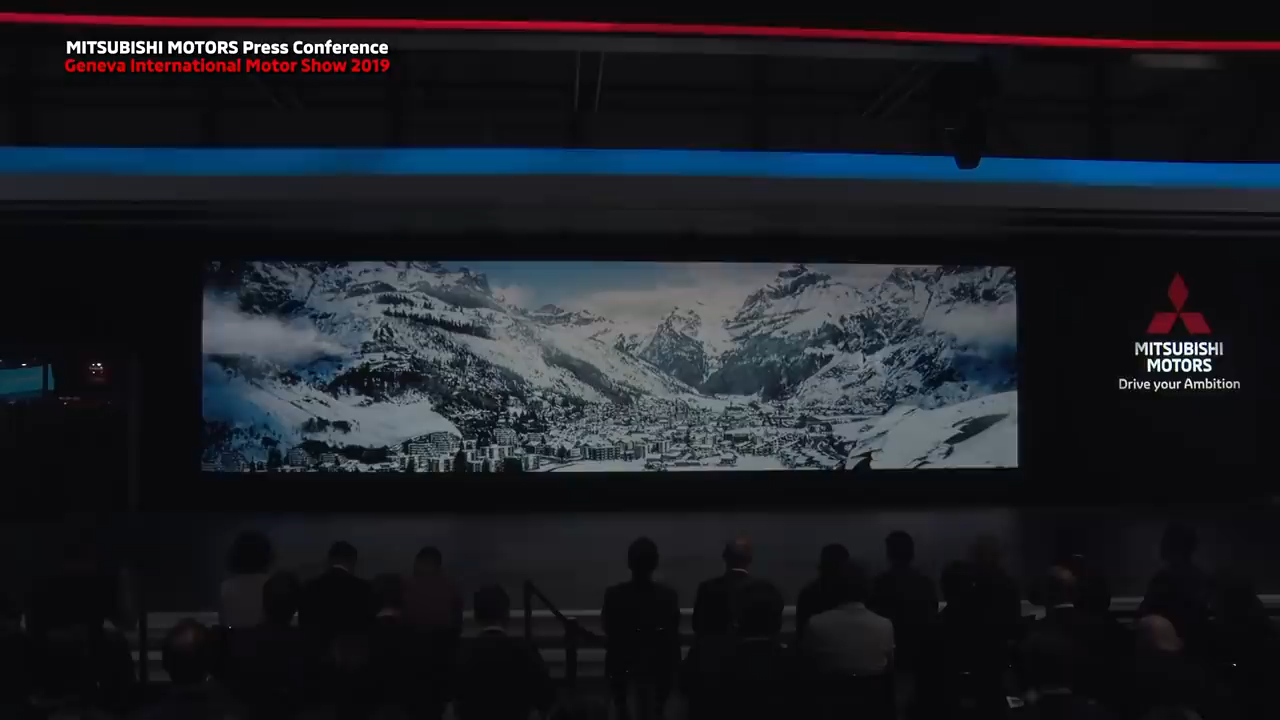 MITSUBISHI MOTORS Press Conference
Geneva International Motor Show 2019
MITSUBISHI
MOTORS
Drive your Ambition